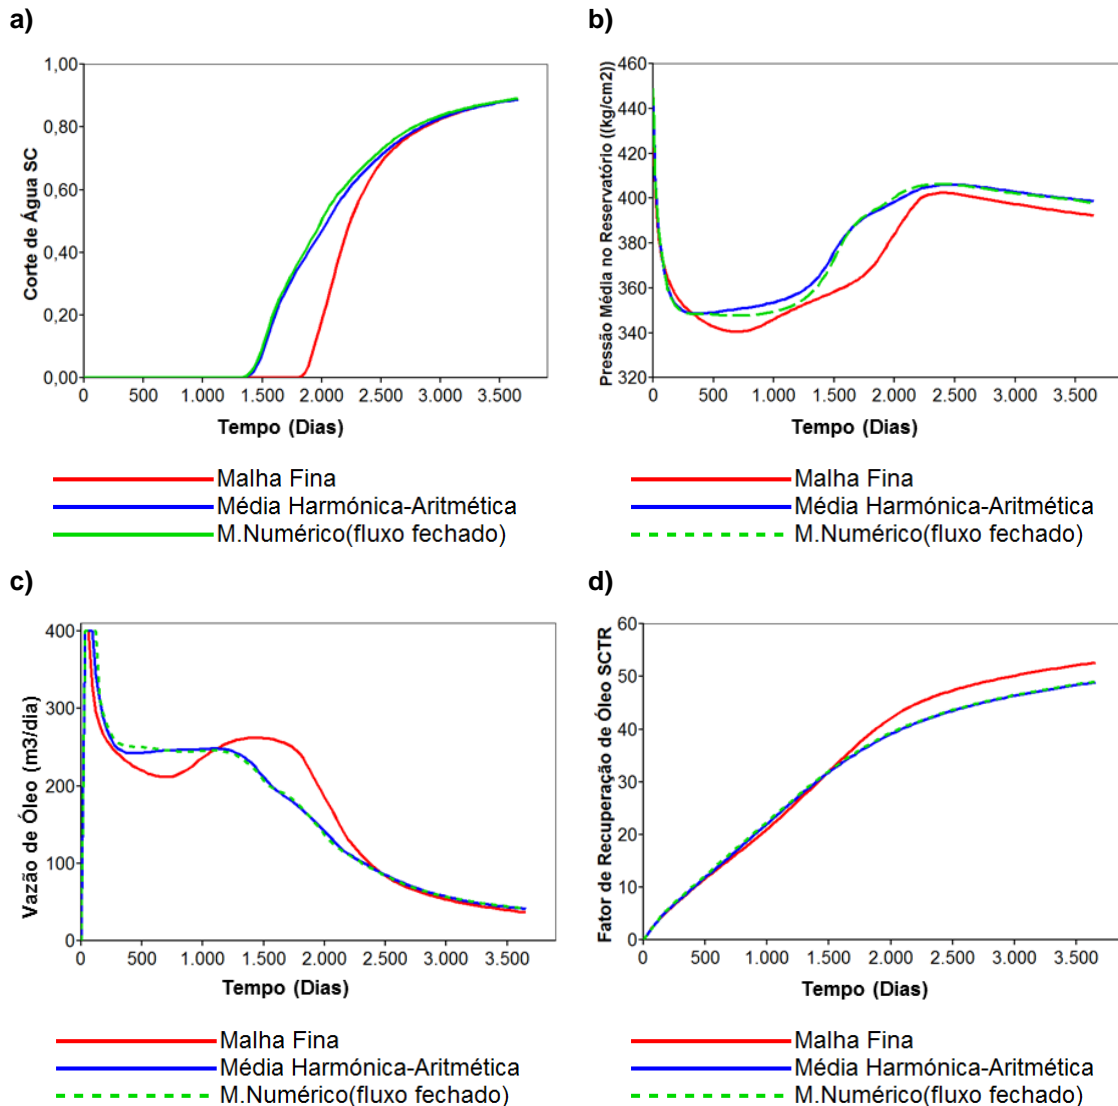 a)
1,00
0,80
0,60
0,40
0,20
0,00
Corte de Água SC
0 500 1.000 1.500 2.000 2.500 3.000 3.500
Tempo (Dias)
Malha Fina
Média Harmónica-Aritmética
M.Numérico(fluxo fechado)
b)
460
440
420
400
380
360
340
320
Pressão Média no Reservatório ((kg/cm2))
0 500 1.000 1.500 2.000 2.500 3.000 3.500
Tempo (Dias)
Malha Fina
Média Harmónica-Aritmética
M.Numérico(fluxo fechado)
c)
400
300
200
100
0
Vazão de Óleo (m3/dia)
0 500 1.000 1.500 2.000 2.500 3.000 3.500
Tempo (Dias)
Malha Fina
Média Harmónica-Aritmética
M.Numérico(fluxo fechado)
d)
60
50
40
30
20
10
0
Fator de Recuperação de Óleo SCTR
0 500 1.000 1.500 2.000 2.500 3.000 3.500
Tempo (Dias)
Malha Fina
Média Harmónica-Aritmética
M.Numérico(fluxo fechado)